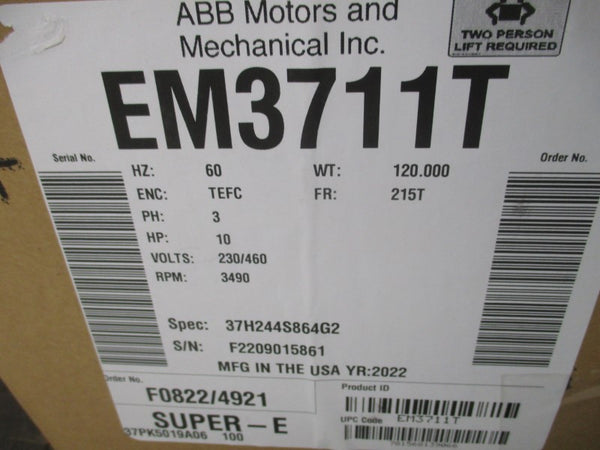 ABB Motors and
Mechanical Inc.
TWO PERSON
LIFT REQUIRED
EM3711T
Serial No.
Order No.
HZ: 60 WT: 120.000
ENC: TEFC FR: 215T
PH: 3
HP: 10
VOLTS: 230/460
RPM: 3490
Spec: 37H244S864G2
S/N: F2209015861
MFG IN THE USA YR:2022
Order No.
F0822/4921
Product ID
SUPER-E
UPC Code EM3711T
37PK5019A06 100